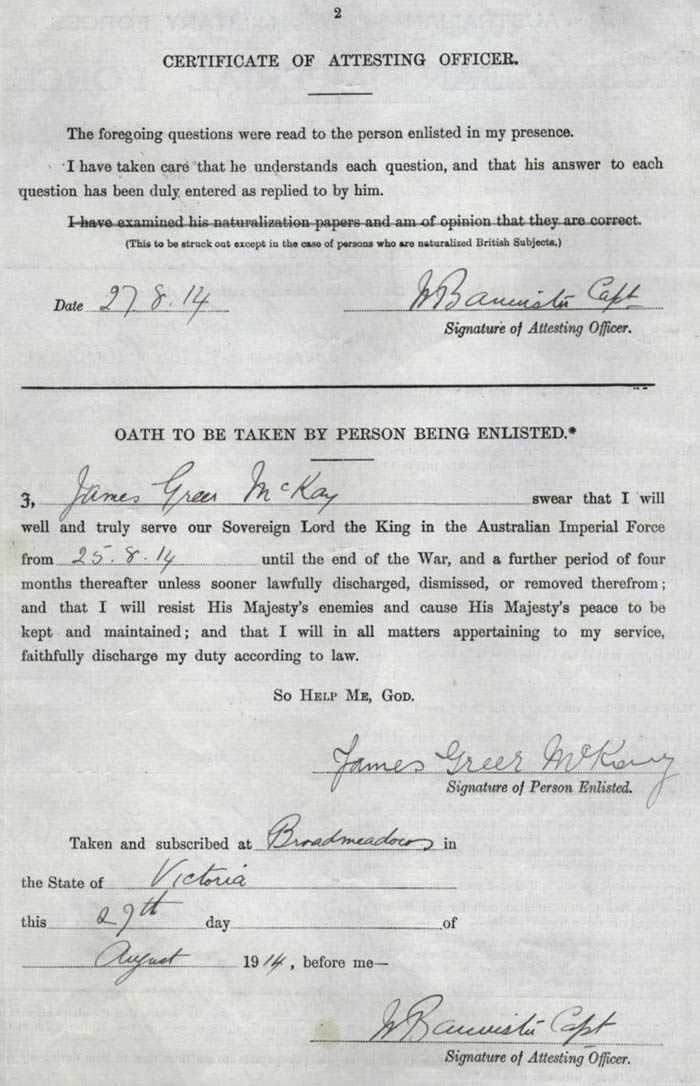 2
CERTIFICATE OF ATTESTING OFFICER.
The foregoing questions were read to the person enlisted in my presence.
I have taken care that he understands each question, and that his answer to each
question has been duly entered as replied to by him.
I have examined his naturalization papers and am of opinion that they are correct.
(This to be struck out except in the case of persons who are naturalized British Subjects.)
Date 27.8.14 W Bannister Capt
Signature of Attesting Officer.
OATH TO BE TAKEN BY PERSON BEING ENLISTED.*
I, James Greer McKay swear that I will
well and truly serve our Sovereign Lord the King in the Australian Imperial Force
from 25.8.14 until the end of the War, and a further period of four
months thereafter unless sooner lawfully discharged, dismissed, or removed therefrom;
and that I will resist His Majesty's enemies and cause His Majesty's peace to be
kept and maintained; and that I will in all matters appertaining to my service,
faithfully discharge my duty according to law.
So Help Me, God.
James Greer McKay
Signature of Person Enlisted.
Taken and subscribed at Broadmeadows in
the State of Victoria
this 27th day of
August 1914, before me—
W Bannister Capt
Signature of Attesting Officer.